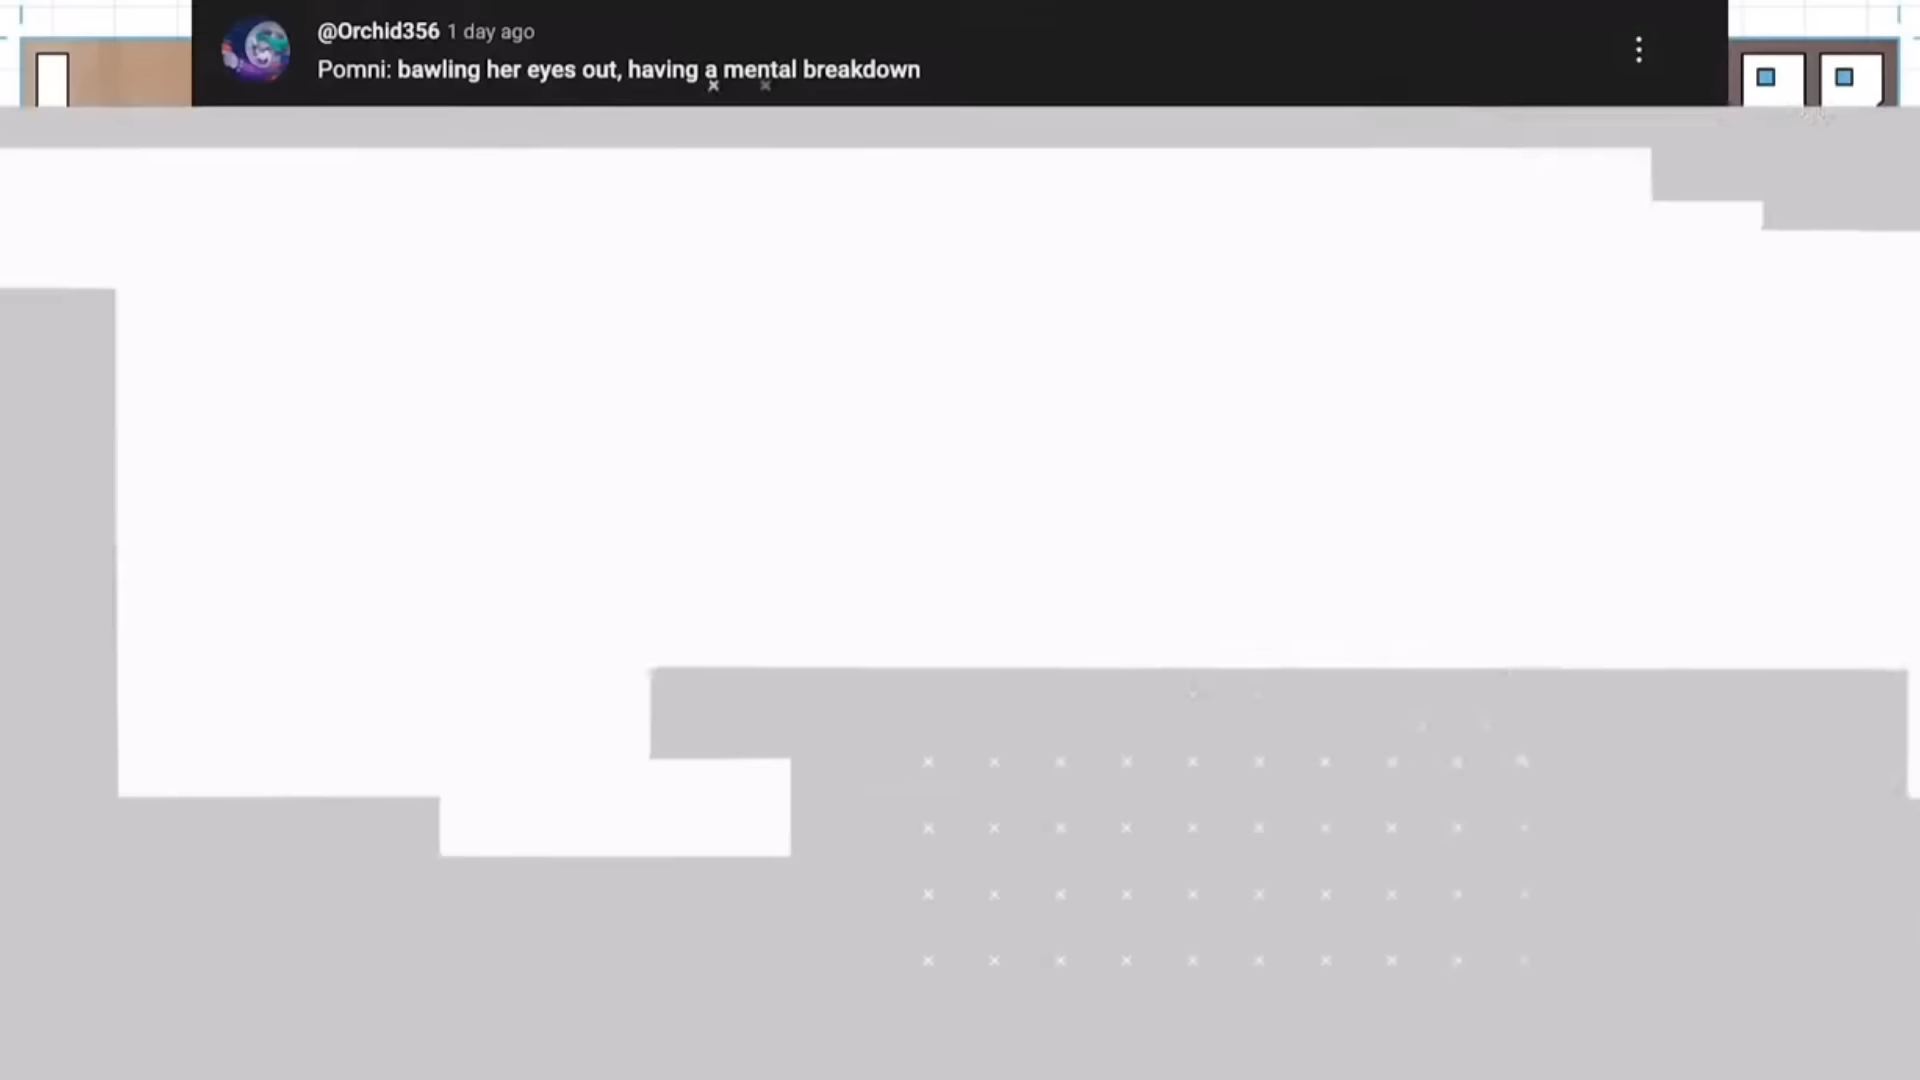 @Orchid356 1 day ago
Pomni: bawling her eyes out, having a mental breakdown